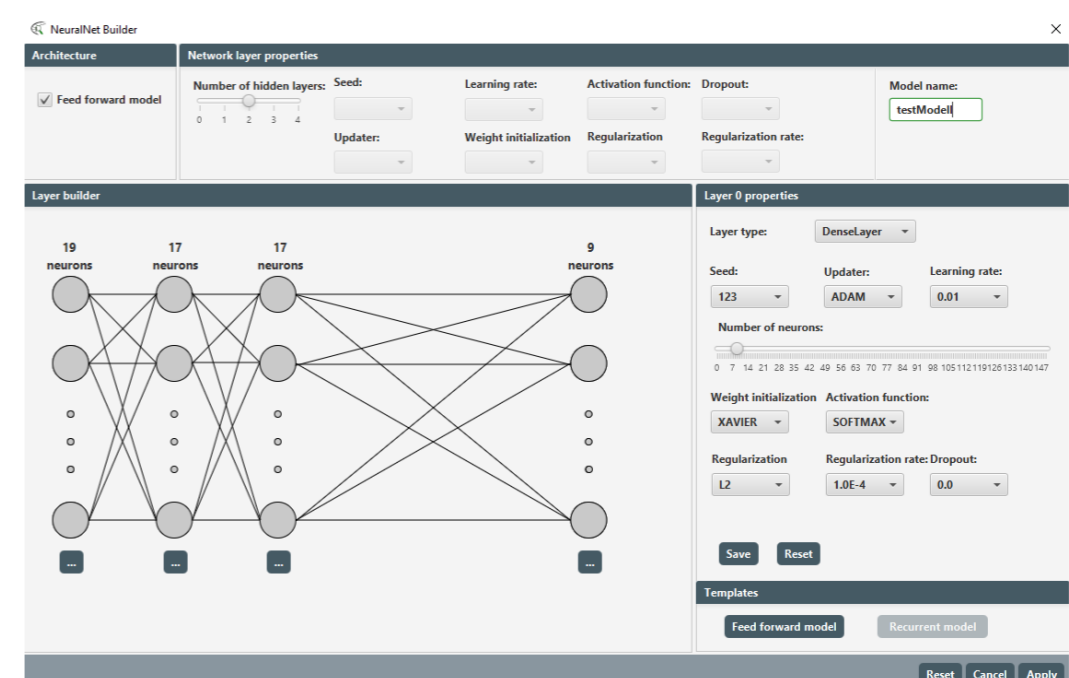 NeuralNet Builder
Architecture
Network layer properties
Feed forward model
Number of hidden layers:
0 1 2 3 4
Seed:
Learning rate:
Activation function:
Dropout:
Updater:
Weight initialization
Regularization
Regularization rate:
Model name:
testModell
Layer builder
19 17 17 9
neurons neurons neurons neurons
... ... ... ...
Layer 0 properties
Layer type: DenseLayer
Seed: Updater: Learning rate:
123 ADAM 0.01
Number of neurons:
0 7 14 21 28 35 42 49 56 63 70 77 84 91 98 105 112 119 126 133 140 147
Weight initialization Activation function:
XAVIER SOFTMAX
Regularization Regularization rate: Dropout:
L2 1.0E-4 0.0
Save Reset
Templates
Feed forward model Recurrent model
Reset Cancel Apply